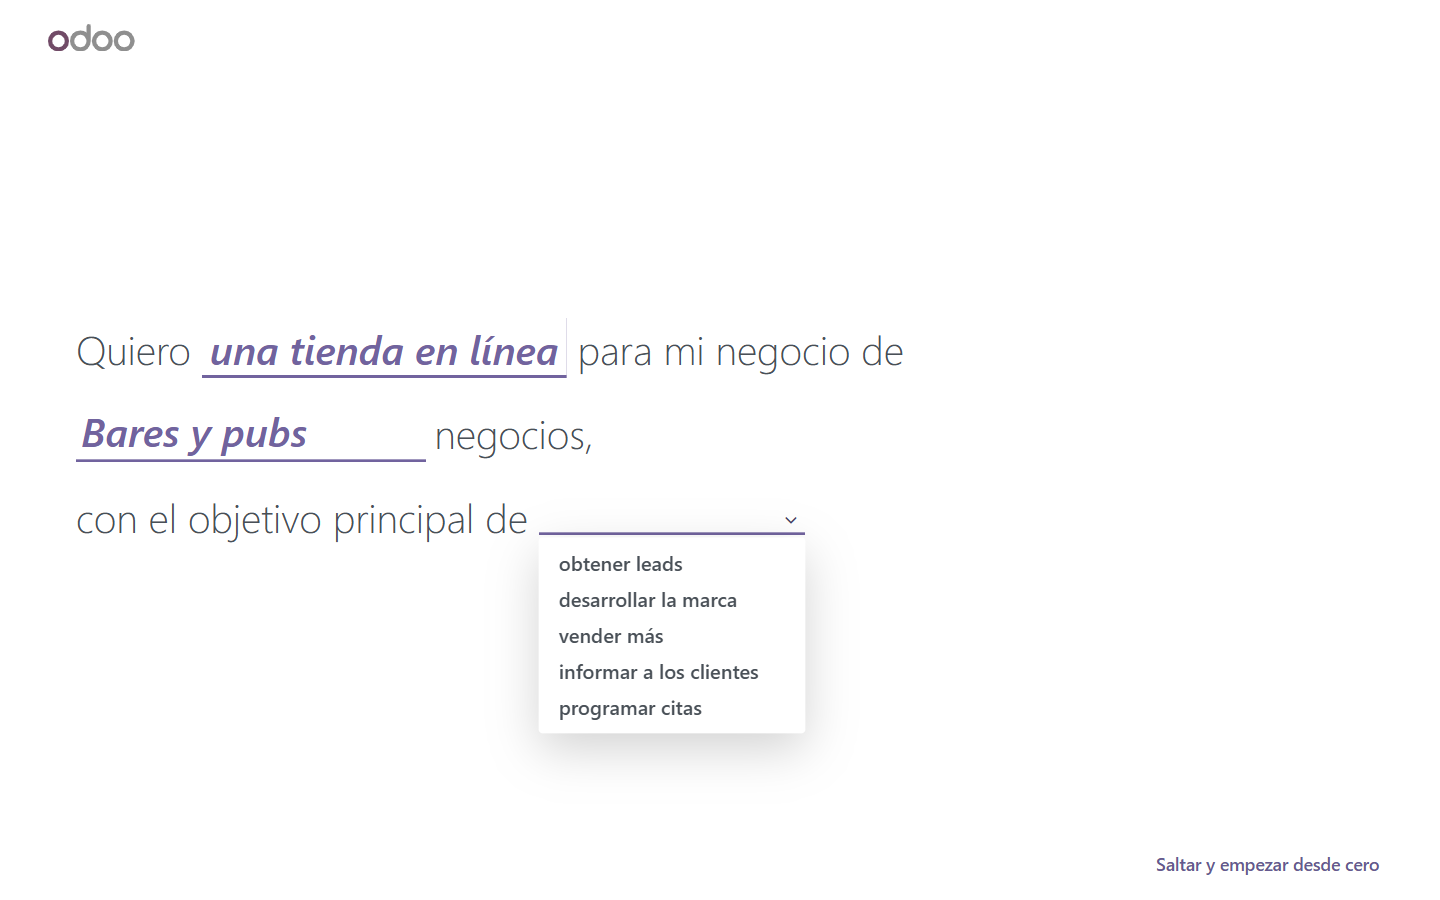 odoo
Quiero una tienda en línea para mi negocio de
Bares y pubs negocios,
con el objetivo principal de
obtener leads
desarrollar la marca
vender más
informar a los clientes
programar citas
Saltar y empezar desde cero